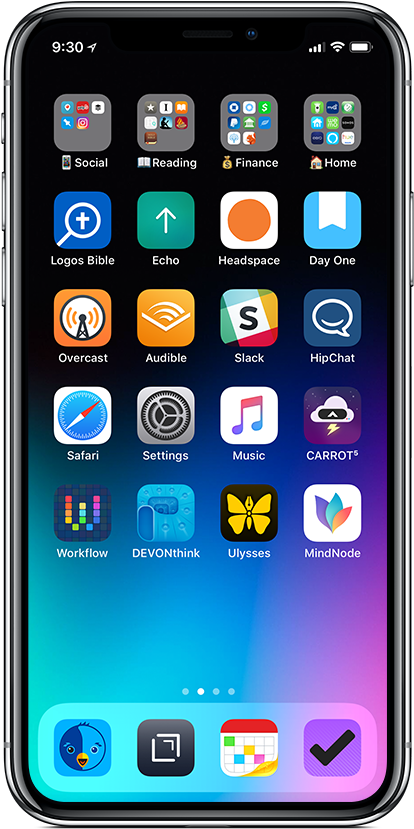 9:30
📱Social 📖Reading 💰Finance 🏠Home
Logos Bible Echo Headspace Day One
S
Overcast Audible Slack HipChat
Safari Settings Music CARROT⁵
W
Workflow DEVONthink Ulysses MindNode